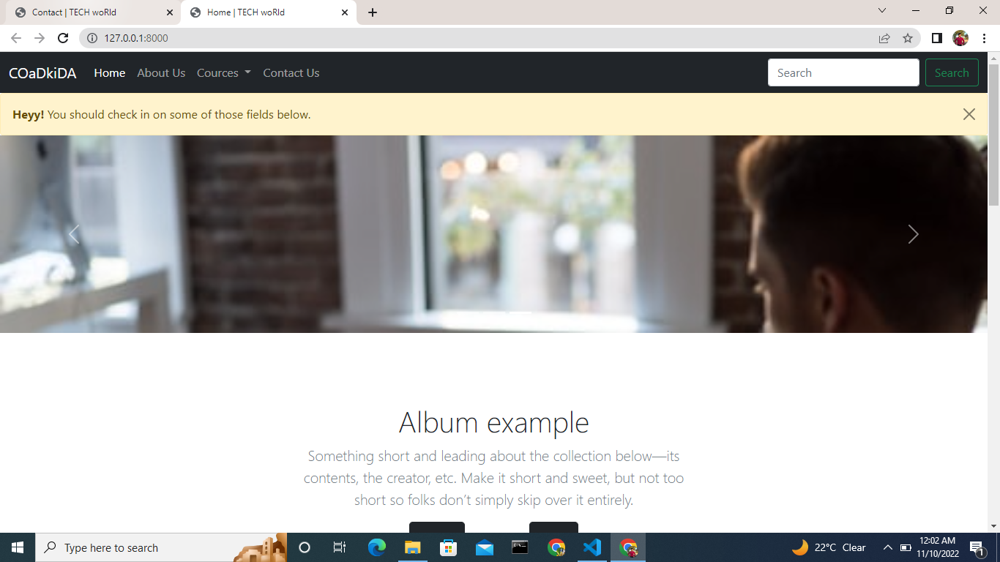 Contact | TECH woRld
Home | TECH woRld
127.0.0.1:8000
COaDkiDA Home About Us Cources Contact Us Search Search
Heyy! You should check in on some of those fields below.
Album example
Something short and leading about the collection below—its
contents, the creator, etc. Make it short and sweet, but not too
short so folks don’t simply skip over it entirely.
Type here to search
22°C Clear
12:02 AM
11/10/2022
1